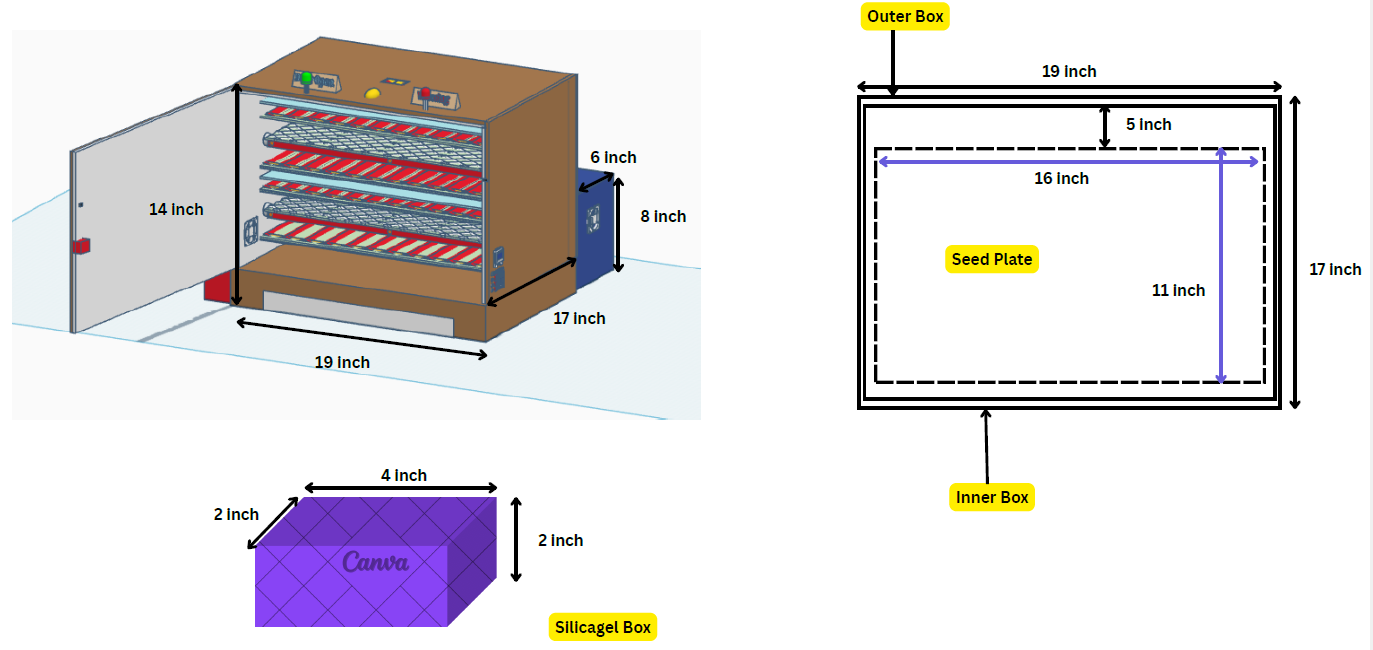 Outer Box
19 inch
5 inch
16 inch
Seed Plate
11 inch
17 inch
Inner Box
14 inch
6 inch
8 inch
17 inch
19 inch
4 inch
2 inch
2 inch
Canva
Silicagel Box